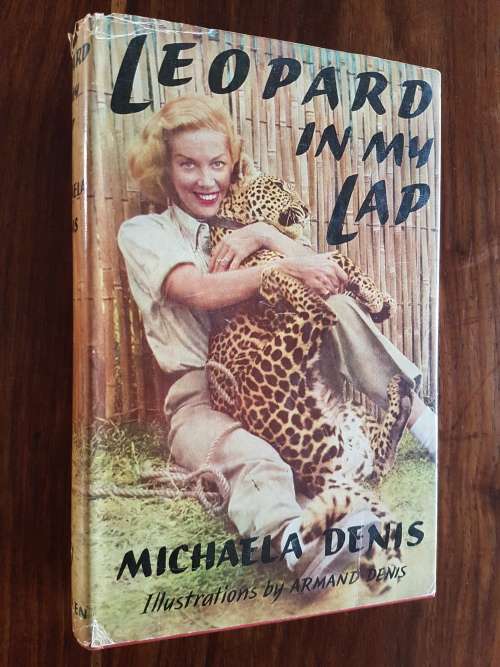 LEOPARD
IN MY
LAP
MICHAELA DENIS
Illustrations by ARMAND DENIS